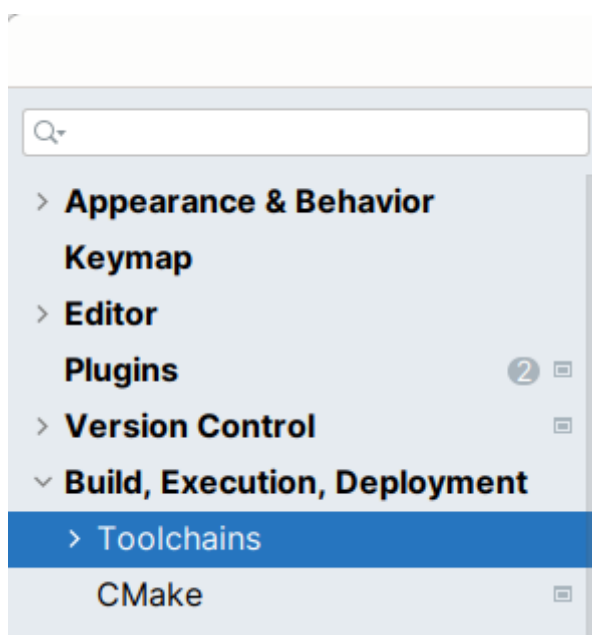 Appearance & Behavior
Keymap
Editor
Plugins 2
Version Control
Build, Execution, Deployment
Toolchains
CMake